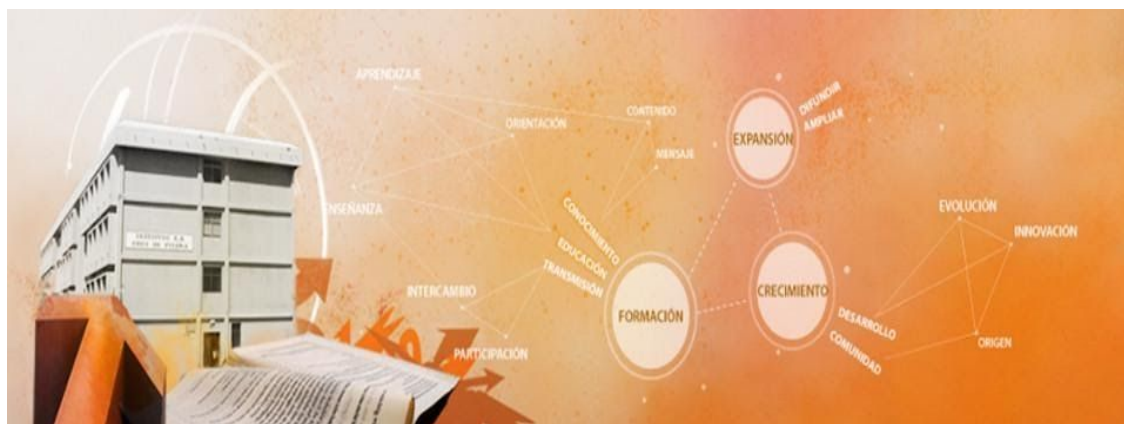 APRENDIZAJE
ORIENTACIÓN
CONTENIDO
MENSAJE
ENSEÑANZA
CONOCIMIENTO
EDUCACIÓN
TRANSMISIÓN
INTERCAMBIO
PARTICIPACIÓN
FORMACIÓN
EXPANSIÓN
DIFUNDIR
AMPLIAR
CRECIMIENTO
DESARROLLO
COMUNIDAD
EVOLUCIÓN
INNOVACIÓN
ORIGEN